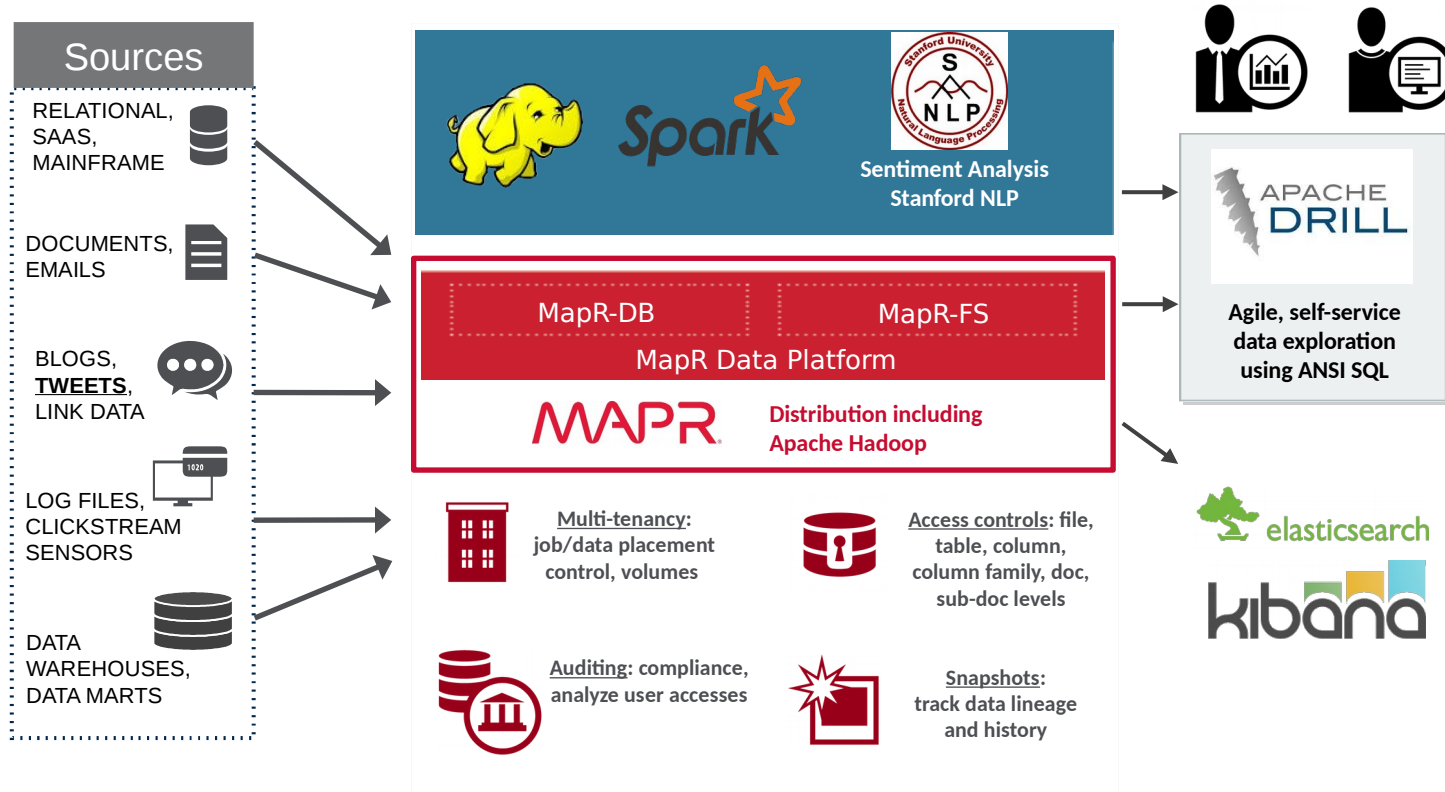 Sources
RELATIONAL,
SAAS,
MAINFRAME
DOCUMENTS,
EMAILS
BLOGS,
TWEETS,
LINK DATA
1020
LOG FILES,
CLICKSTREAM
SENSORS
DATA
WAREHOUSES,
DATA MARTS
Spark
Stanford University
S
NLP
Natural Language Processing
Sentiment Analysis
Stanford NLP
MapR-DB
MapR-FS
MapR Data Platform
MAPR
Distribution including
Apache Hadoop
Multi-tenancy:
job/data placement
control, volumes
Access controls: file,
table, column,
column family, doc,
sub-doc levels
Auditing: compliance,
analyze user accesses
Snapshots:
track data lineage
and history
APACHE
DRILL
Agile, self-service
data exploration
using ANSI SQL
elasticsearch
kibana